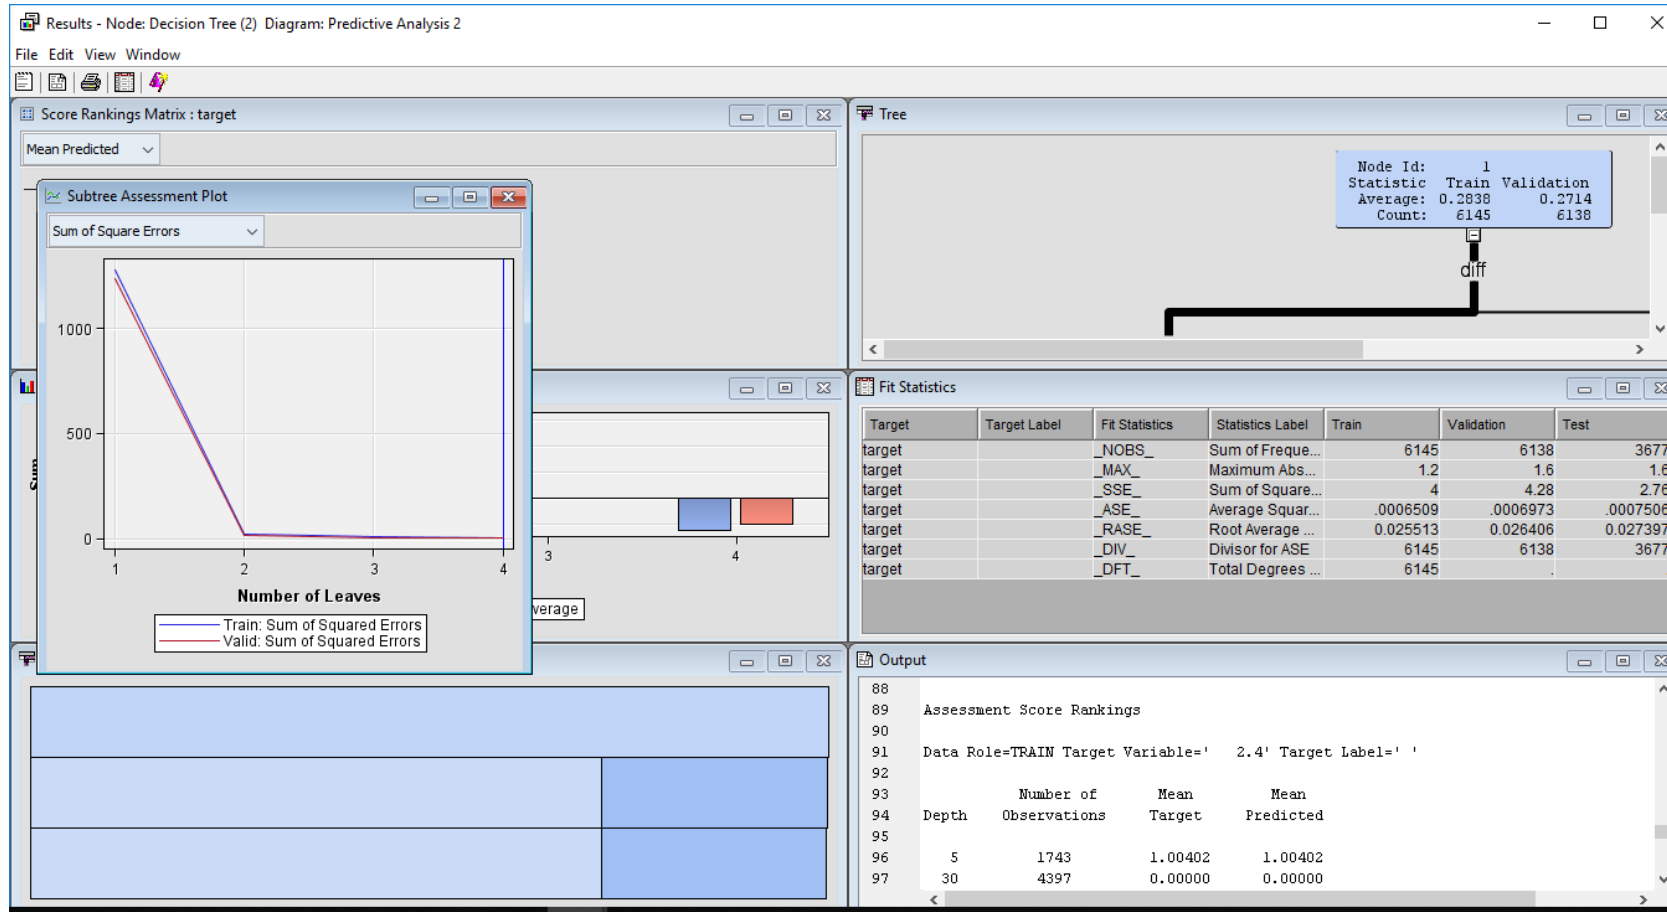 Results - Node: Decision Tree (2) Diagram: Predictive Analysis 2
File Edit View Window
Score Rankings Matrix : target
Mean Predicted
Subtree Assessment Plot
Sum of Square Errors
1000
500
0
1 2 3 4
Number of Leaves
Train: Sum of Squared Errors
Valid: Sum of Squared Errors
3 4
verage
Tree
Node Id: 1
Statistic Train Validation
Average: 0.2838 0.2714
Count: 6145 6138
diff
Fit Statistics
Target Target Label Fit Statistics Statistics Label Train Validation Test
target _NOBS_ Sum of Freque... 6145 6138 3677
target _MAX_ Maximum Abs... 1.2 1.6 1.6
target _SSE_ Sum of Square... 4 4.28 2.76
target _ASE_ Average Squar... .0006509 .0006973 .0007506
target _RASE_ Root Average ... 0.025513 0.026406 0.027397
target _DIV_ Divisor for ASE 6145 6138 3677
target _DFT_ Total Degrees ... 6145 .
Output
88
89 Assessment Score Rankings
90
91 Data Role=TRAIN Target Variable=' 2.4' Target Label=' '
92
93 Number of Mean Mean
94 Depth Observations Target Predicted
95
96 5 1743 1.00402 1.00402
97 30 4397 0.00000 0.00000